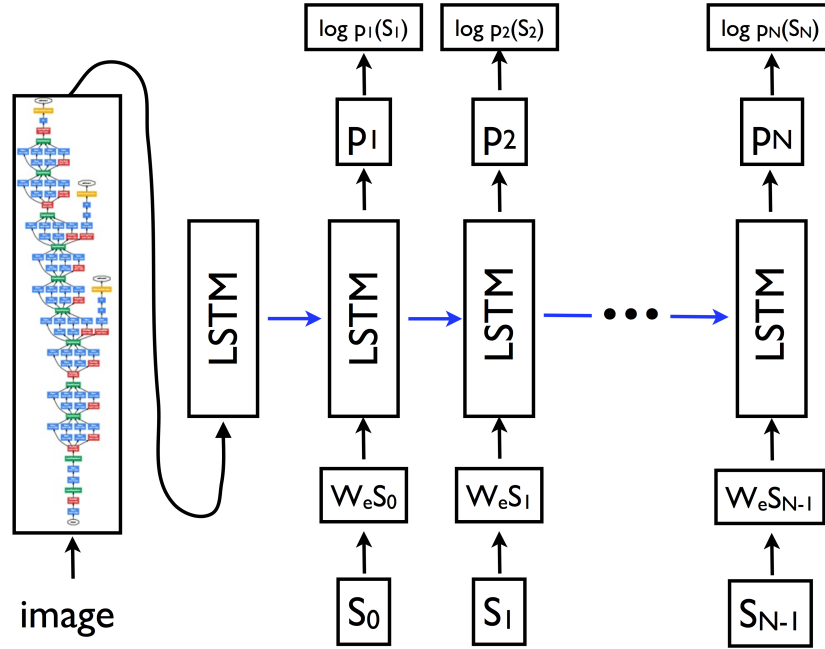 log p1(S1) log p2(S2) log pN(SN)
p1 p2 pN
LSTM LSTM LSTM LSTM
WeS0 WeS1 WeSN-1
image S0 S1 SN-1